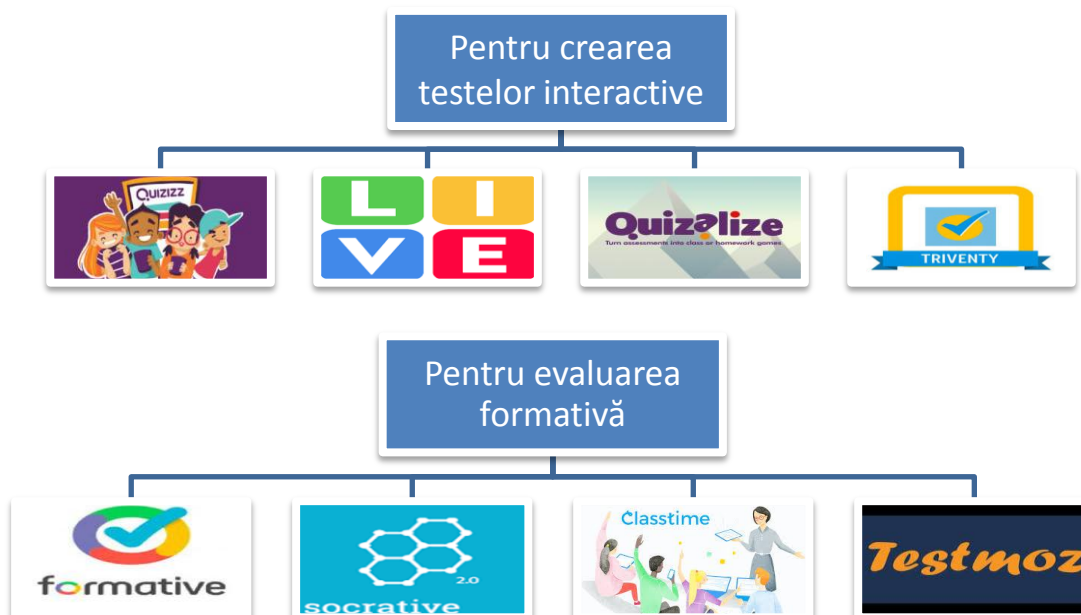 Pentru crearea
testelor interactive
QUIZIZZ
L I
V E
Quizalize
Turn assessments into class or homework games
TRIVENTY
Pentru evaluarea
formativă
formative
socrative
2.0
Classtime
Testmoz